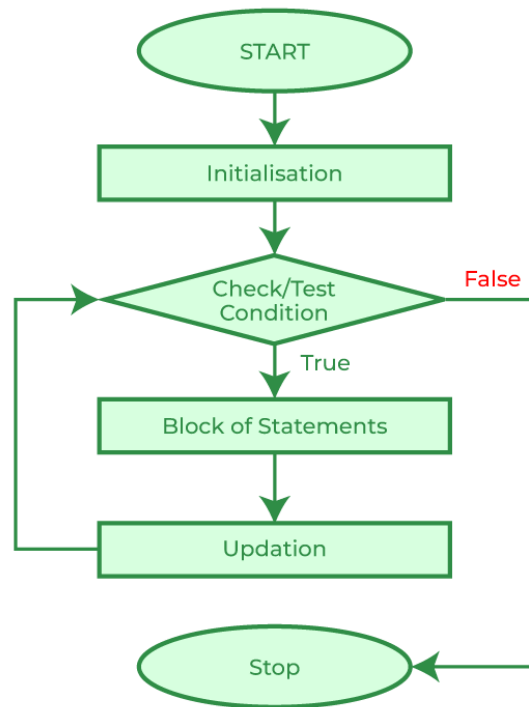 START
Initialisation
Check/Test
Condition
False
True
Block of Statements
Updation
Stop